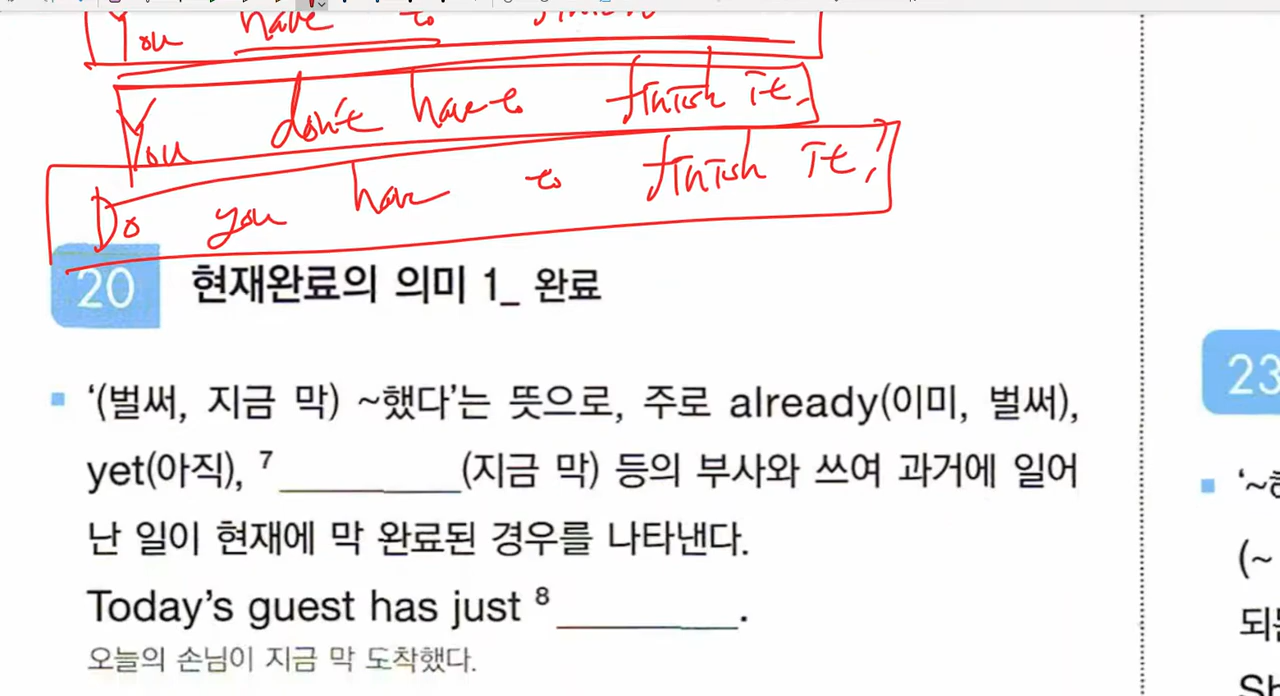 You have to finish
You don't have to finish it.
Do you have to finish it?
20 현재완료의 의미 1_ 완료
▪ ‘(벌써, 지금 막) ~했다’는 뜻으로, 주로 already(이미, 벌써),
yet(아직), 7 ________(지금 막) 등의 부사와 쓰여 과거에 일어
난 일이 현재에 막 완료된 경우를 나타낸다.
Today’s guest has just 8 ________.
오늘의 손님이 지금 막 도착했다.
23
▪ ‘~
(~
Sh